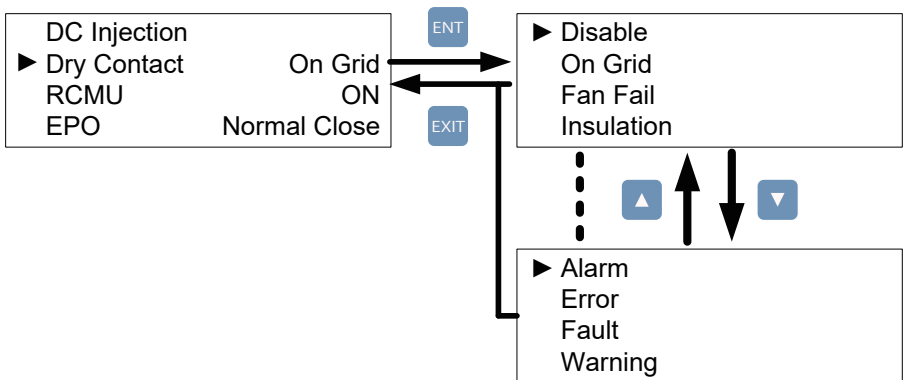 DC Injection
► Dry Contact On Grid
RCMU ON
EPO Normal Close
ENT
EXIT
► Disable
On Grid
Fan Fail
Insulation
▲ ▼
► Alarm
Error
Fault
Warning